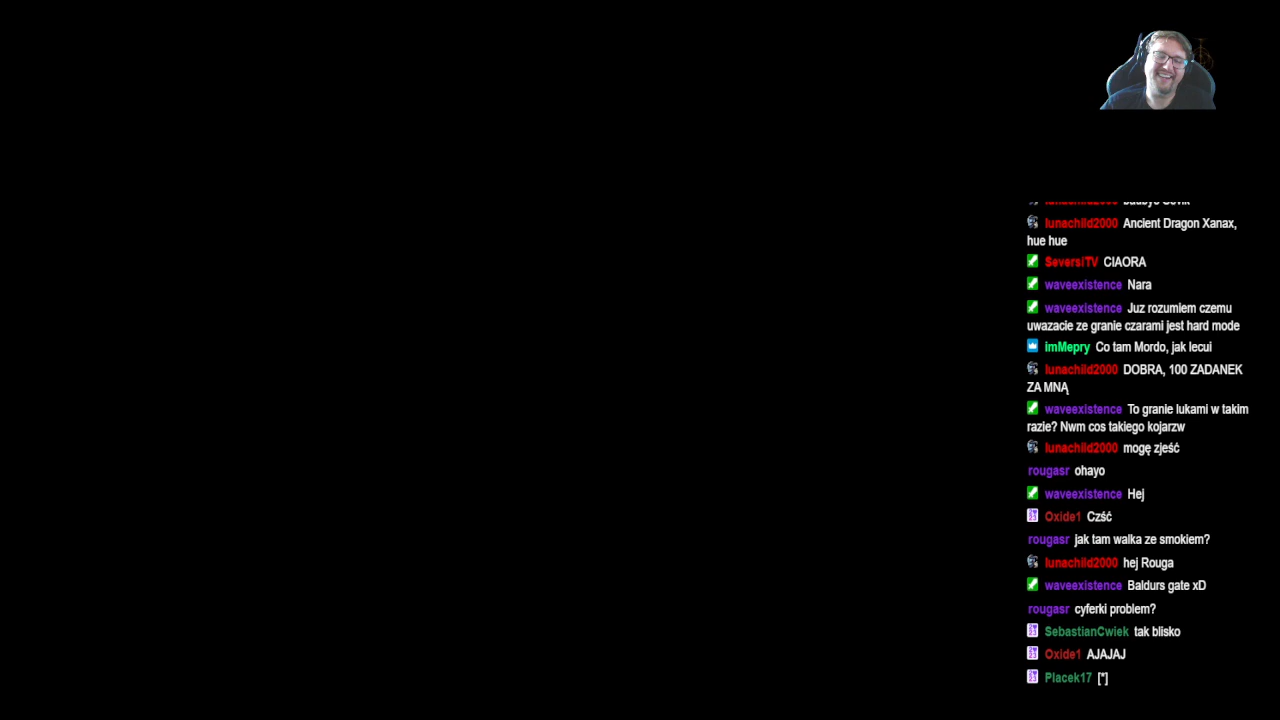 lunachild2000 Ancient Dragon Xanax,
hue hue
SeversiTV CIAORA
waveexistence Nara
waveexistence Juz rozumiem czemu
uwazacie ze granie czarami jest hard mode
imMepry Co tam Mordo, jak lecui
lunachild2000 DOBRA, 100 ZADANEK
ZA MNĄ
waveexistence To granie lukami w takim
razie? Nwm cos takiego kojarzw
lunachild2000 mogę zjeść
rougasr ohayo
waveexistence Hej
Oxide1 Czść
rougasr jak tam walka ze smokiem?
lunachild2000 hej Rouga
waveexistence Baldurs gate xD
rougasr cyferki problem?
SebastianCwiek tak blisko
Oxide1 AJAJAJ
Placek17 [*]